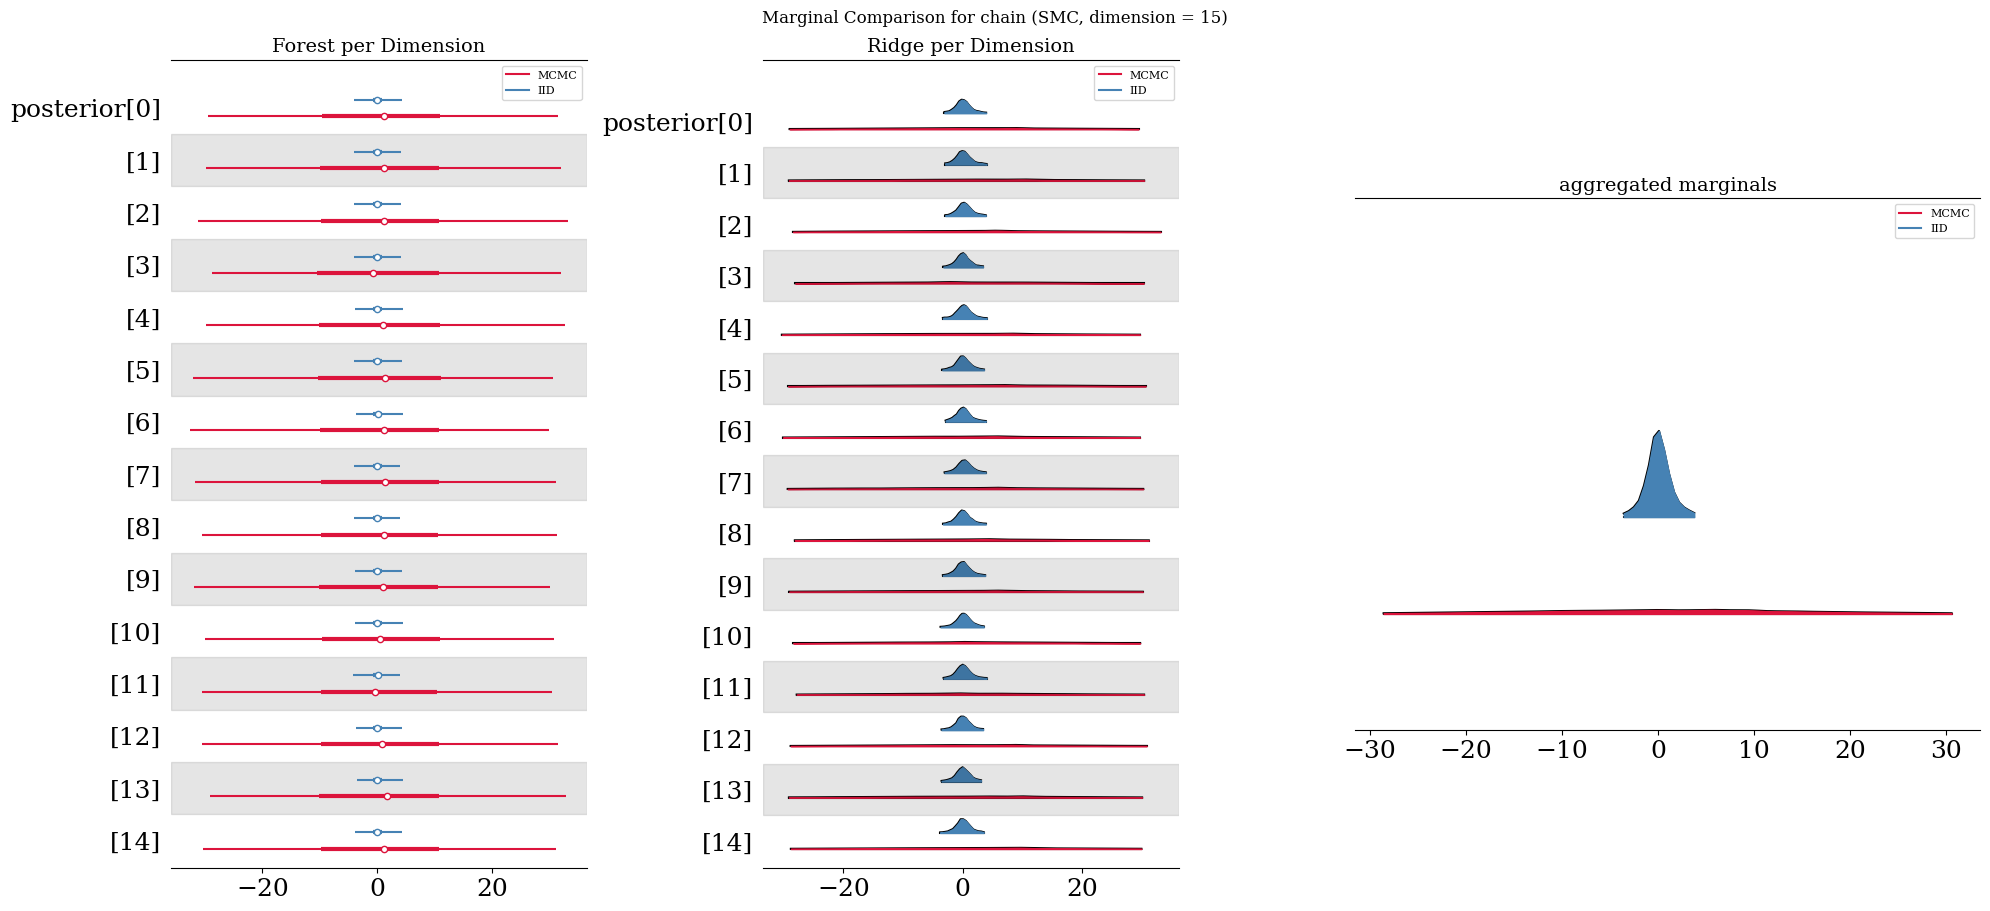 Marginal Comparison for chain (SMC, dimension = 15)
Forest per Dimension
MCMC
IID
posterior[0]
[1]
[2]
[3]
[4]
[5]
[6]
[7]
[8]
[9]
[10]
[11]
[12]
[13]
[14]
−20 0 20
Ridge per Dimension
MCMC
IID
posterior[0]
[1]
[2]
[3]
[4]
[5]
[6]
[7]
[8]
[9]
[10]
[11]
[12]
[13]
[14]
−20 0 20
aggregated marginals
MCMC
IID
−30 −20 −10 0 10 20 30